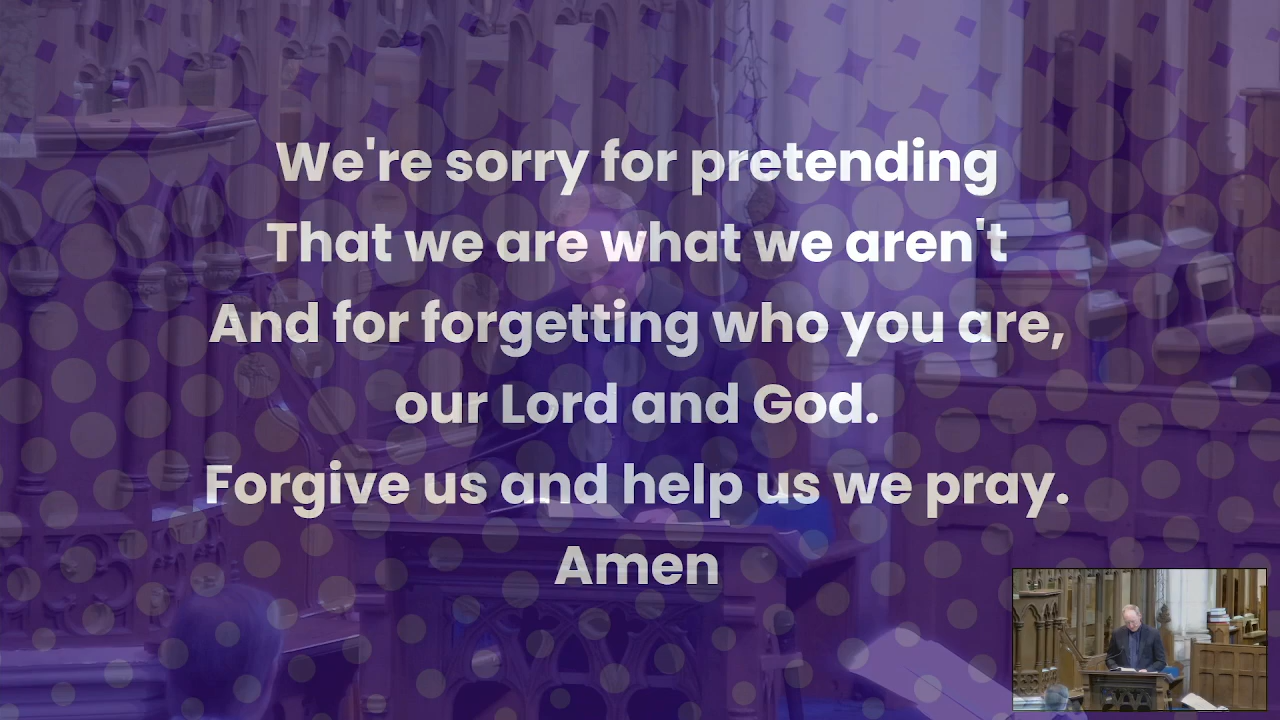 We're sorry for pretending
That we are what we aren't
And for forgetting who you are,
our Lord and God.
Forgive us and help us we pray.
Amen